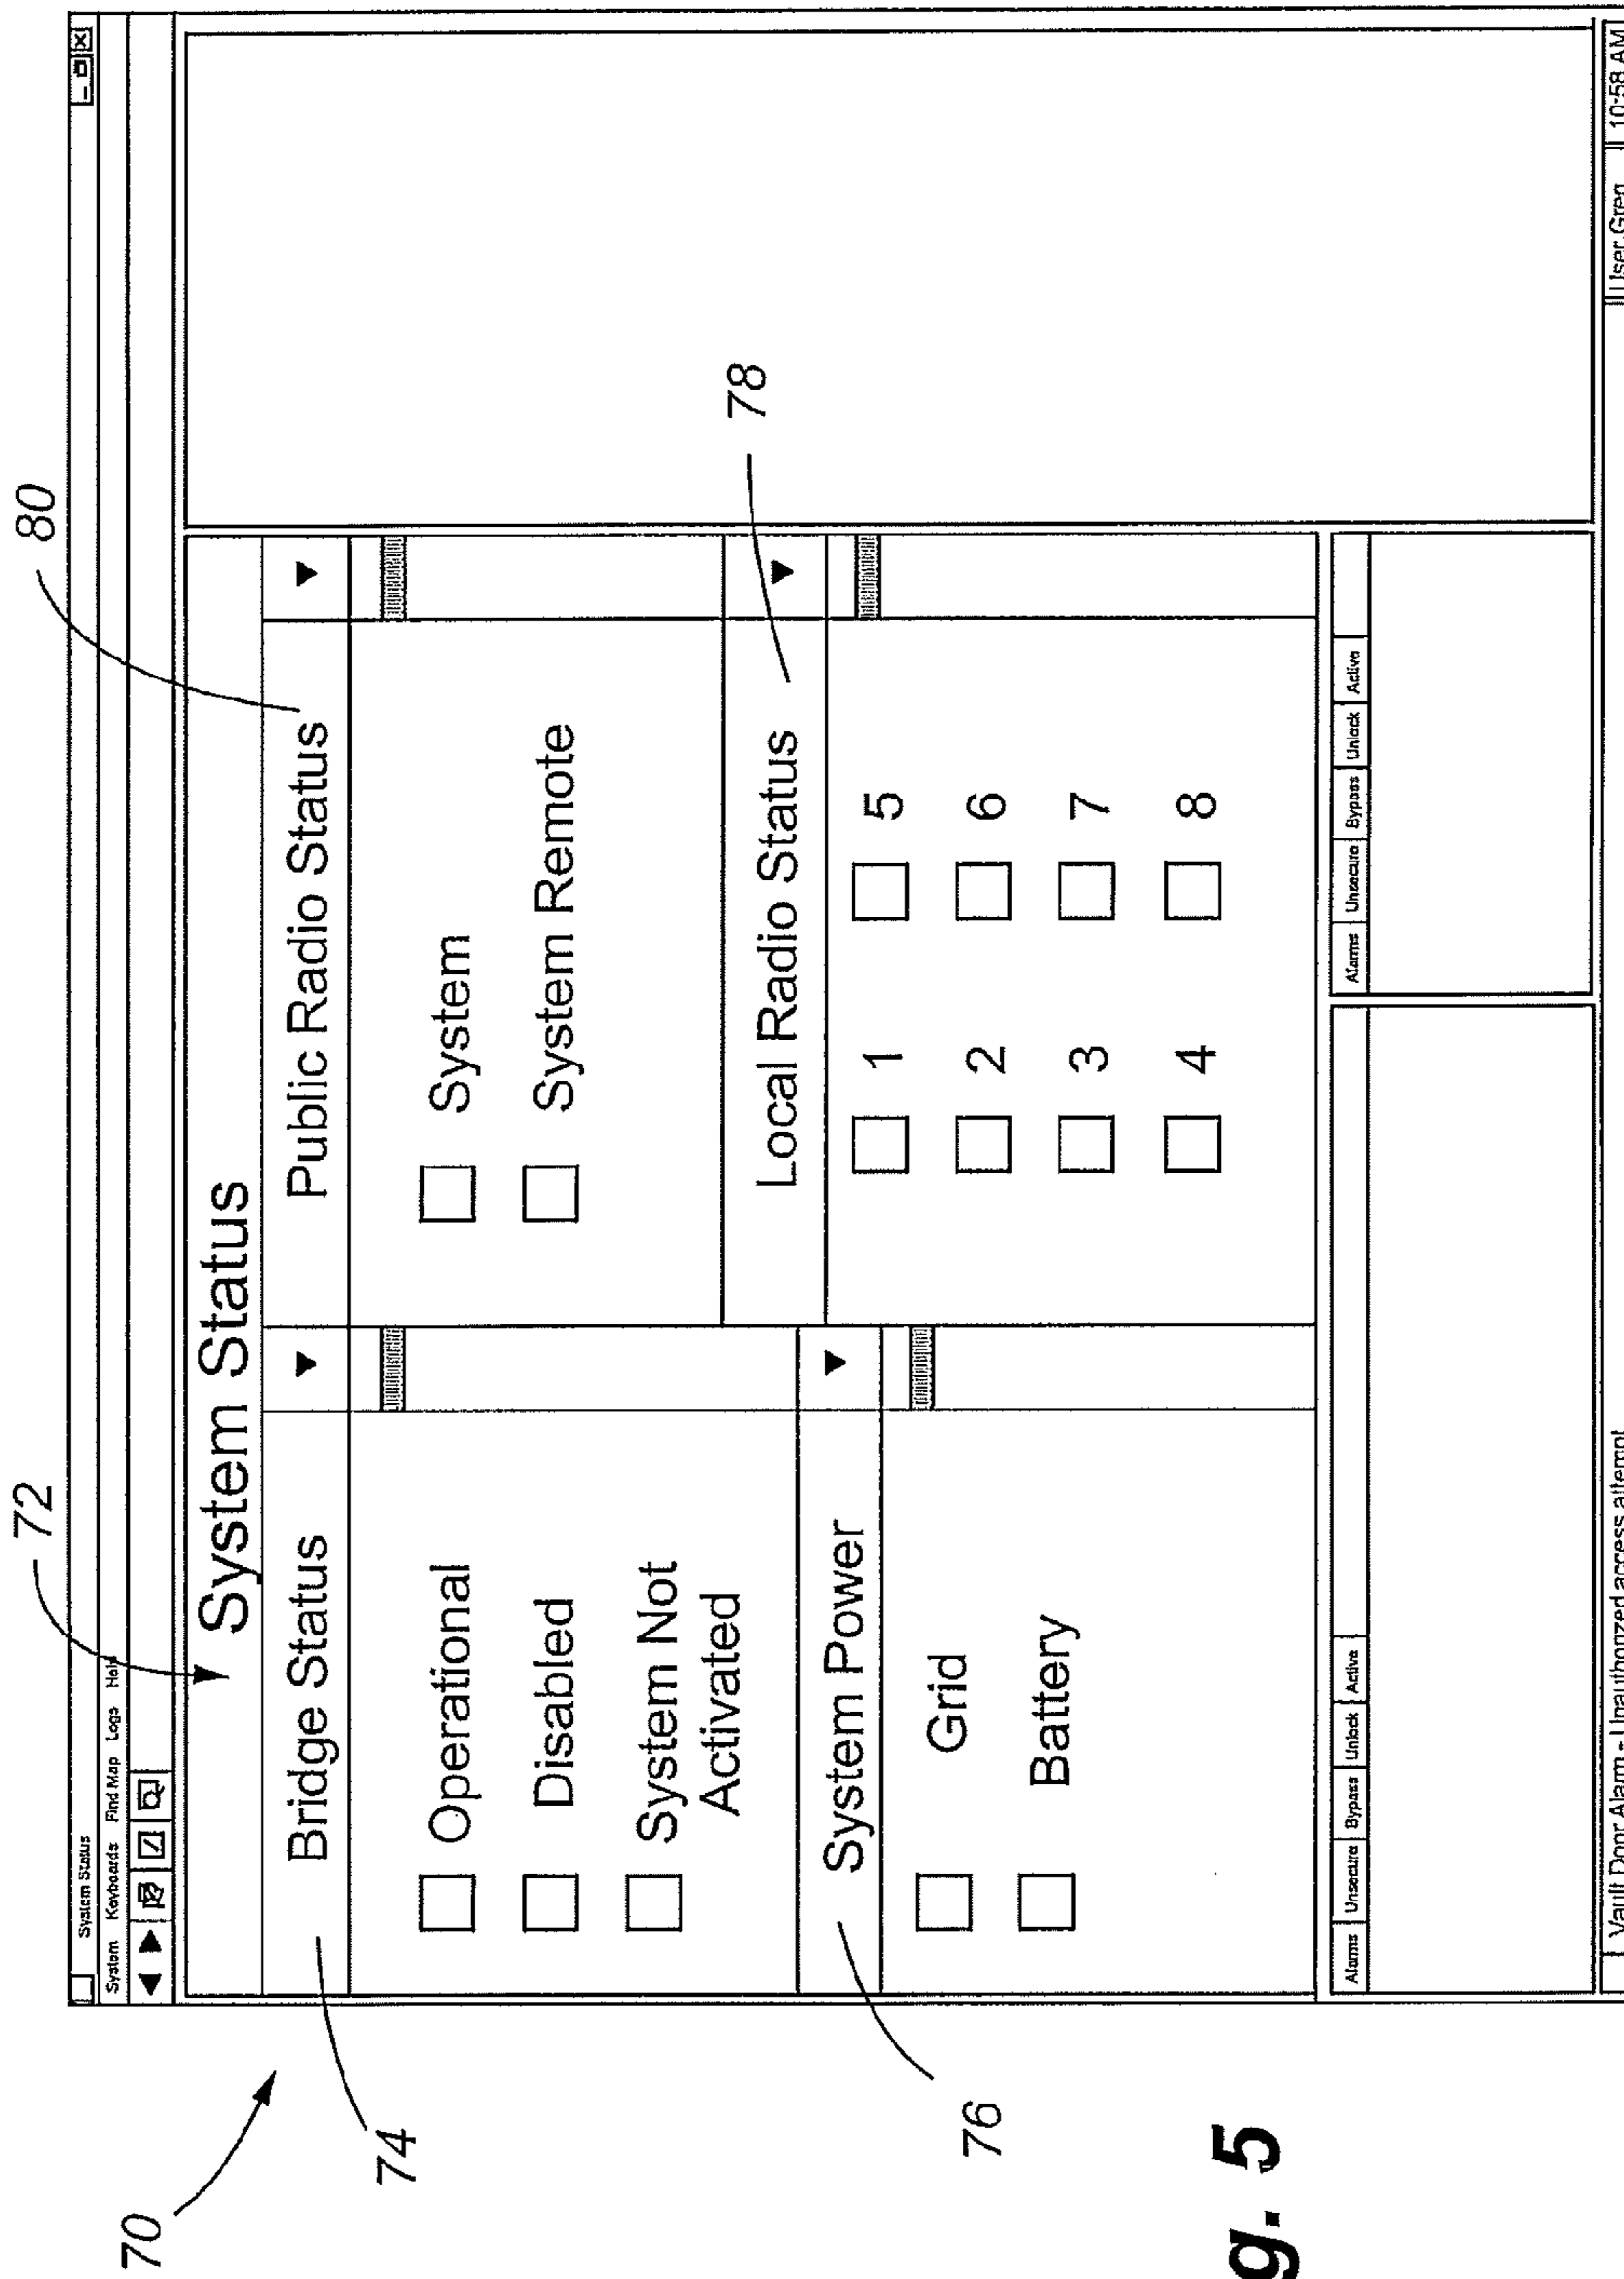 70
72
80
System Status
System Keyboards Find Map Logs Help
System Status
Bridge Status
Public Radio Status
Operational
Disabled
System Not
Activated
System
System Remote
74
System Power
Local Radio Status
78
Grid
Battery
1 5
2 6
3 7
4 8
76
Alarms Unsecure Bypass Unlock Active
Alarms Unsecure Bypass Unlock Active
Vault Door Alarm - Unauthorized access attempt
User:Greg
10:58 AM
g. 5